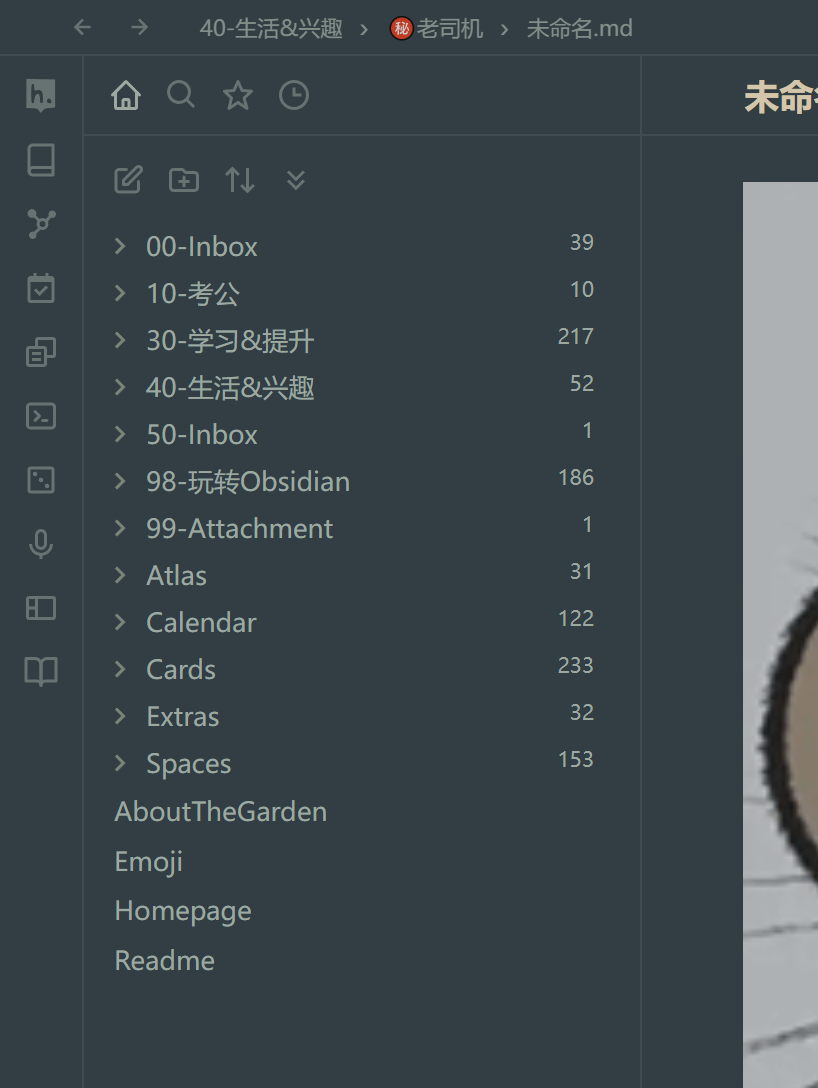 40-生活&兴趣 › ㊙老司机 › 未命名.md
h.
未命名
00-Inbox 39
10-考公 10
30-学习&提升 217
40-生活&兴趣 52
50-Inbox 1
98-玩转Obsidian 186
99-Attachment 1
Atlas 31
Calendar 122
Cards 233
Extras 32
Spaces 153
AboutTheGarden
Emoji
Homepage
Readme